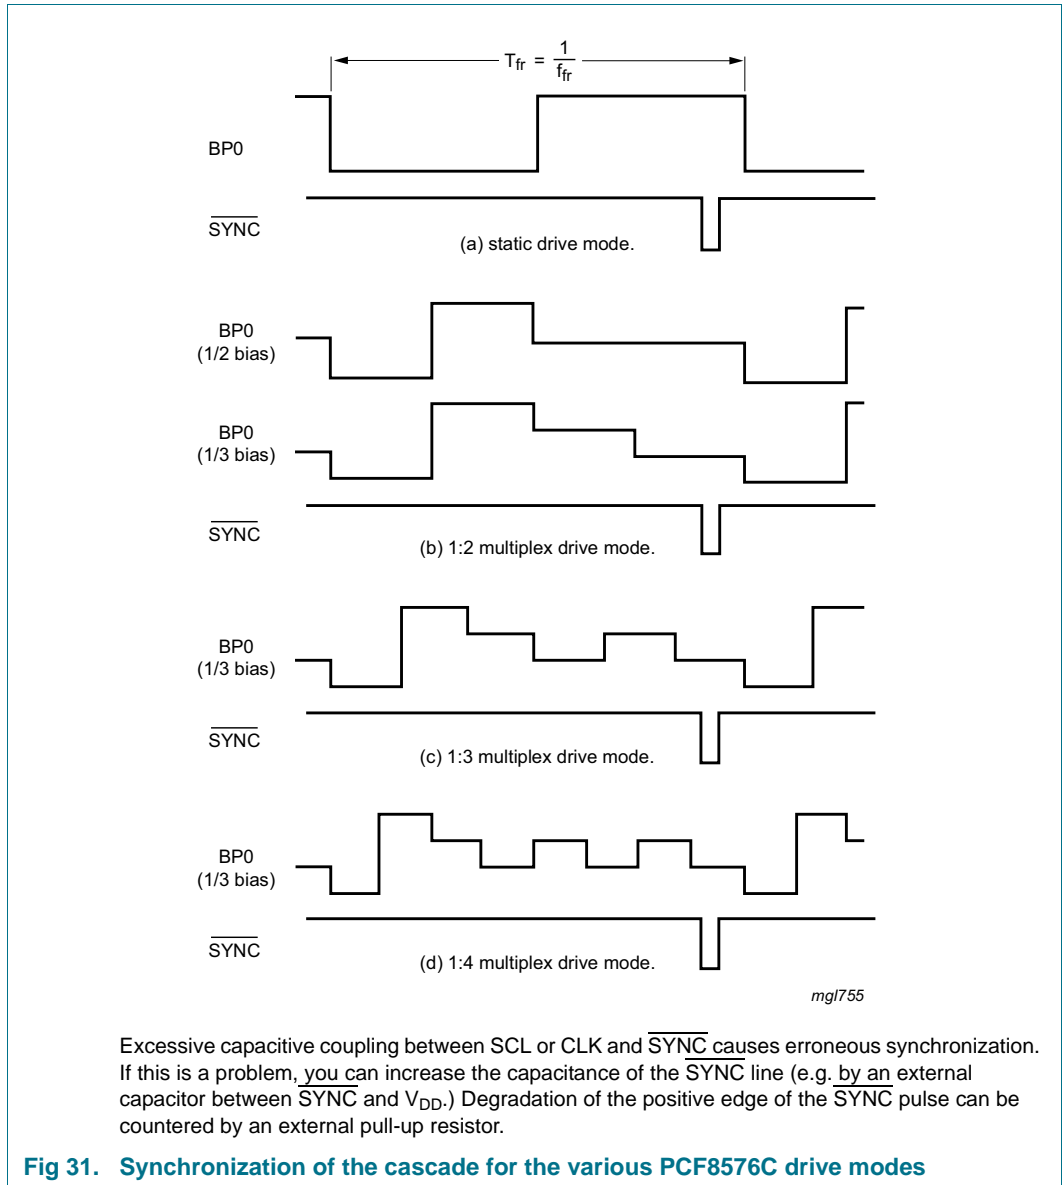 Tfr = 1/ffr
BP0
SYNC
(a) static drive mode.
BP0
(1/2 bias)
BP0
(1/3 bias)
SYNC
(b) 1:2 multiplex drive mode.
BP0
(1/3 bias)
SYNC
(c) 1:3 multiplex drive mode.
BP0
(1/3 bias)
SYNC
(d) 1:4 multiplex drive mode.
mgl755
Excessive capacitive coupling between SCL or CLK and SYNC causes erroneous synchronization.
If this is a problem, you can increase the capacitance of the SYNC line (e.g. by an external
capacitor between SYNC and VDD.) Degradation of the positive edge of the SYNC pulse can be
countered by an external pull-up resistor.
Fig 31. Synchronization of the cascade for the various PCF8576C drive modes